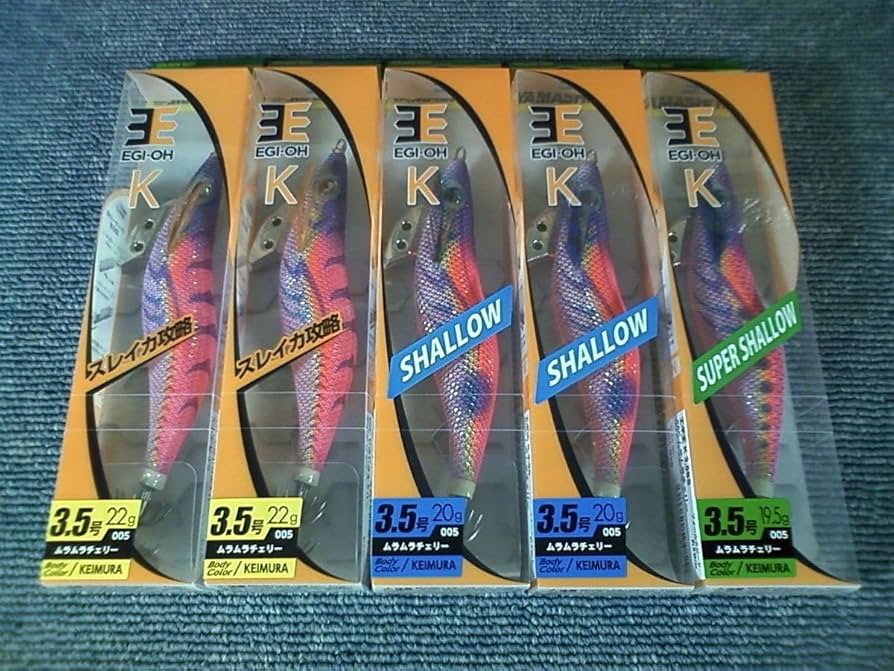 EGI-OH
K
スレイカ攻略
3.5号 22g
005
ムラムラチェリー
Body Color / KEIMURA
EGI-OH
K
スレイカ攻略
3.5号 22g
005
ムラムラチェリー
Body Color / KEIMURA
EGI-OH
K
SHALLOW
3.5号 20g
005
ムラムラチェリー
Body Color / KEIMURA
EGI-OH
K
SHALLOW
3.5号 20g
005
ムラムラチェリー
Body Color / KEIMURA
EGI-OH
K
SUPER SHALLOW
3.5号 19.5g
005
ムラムラチェリー
Body Color / KEIMURA